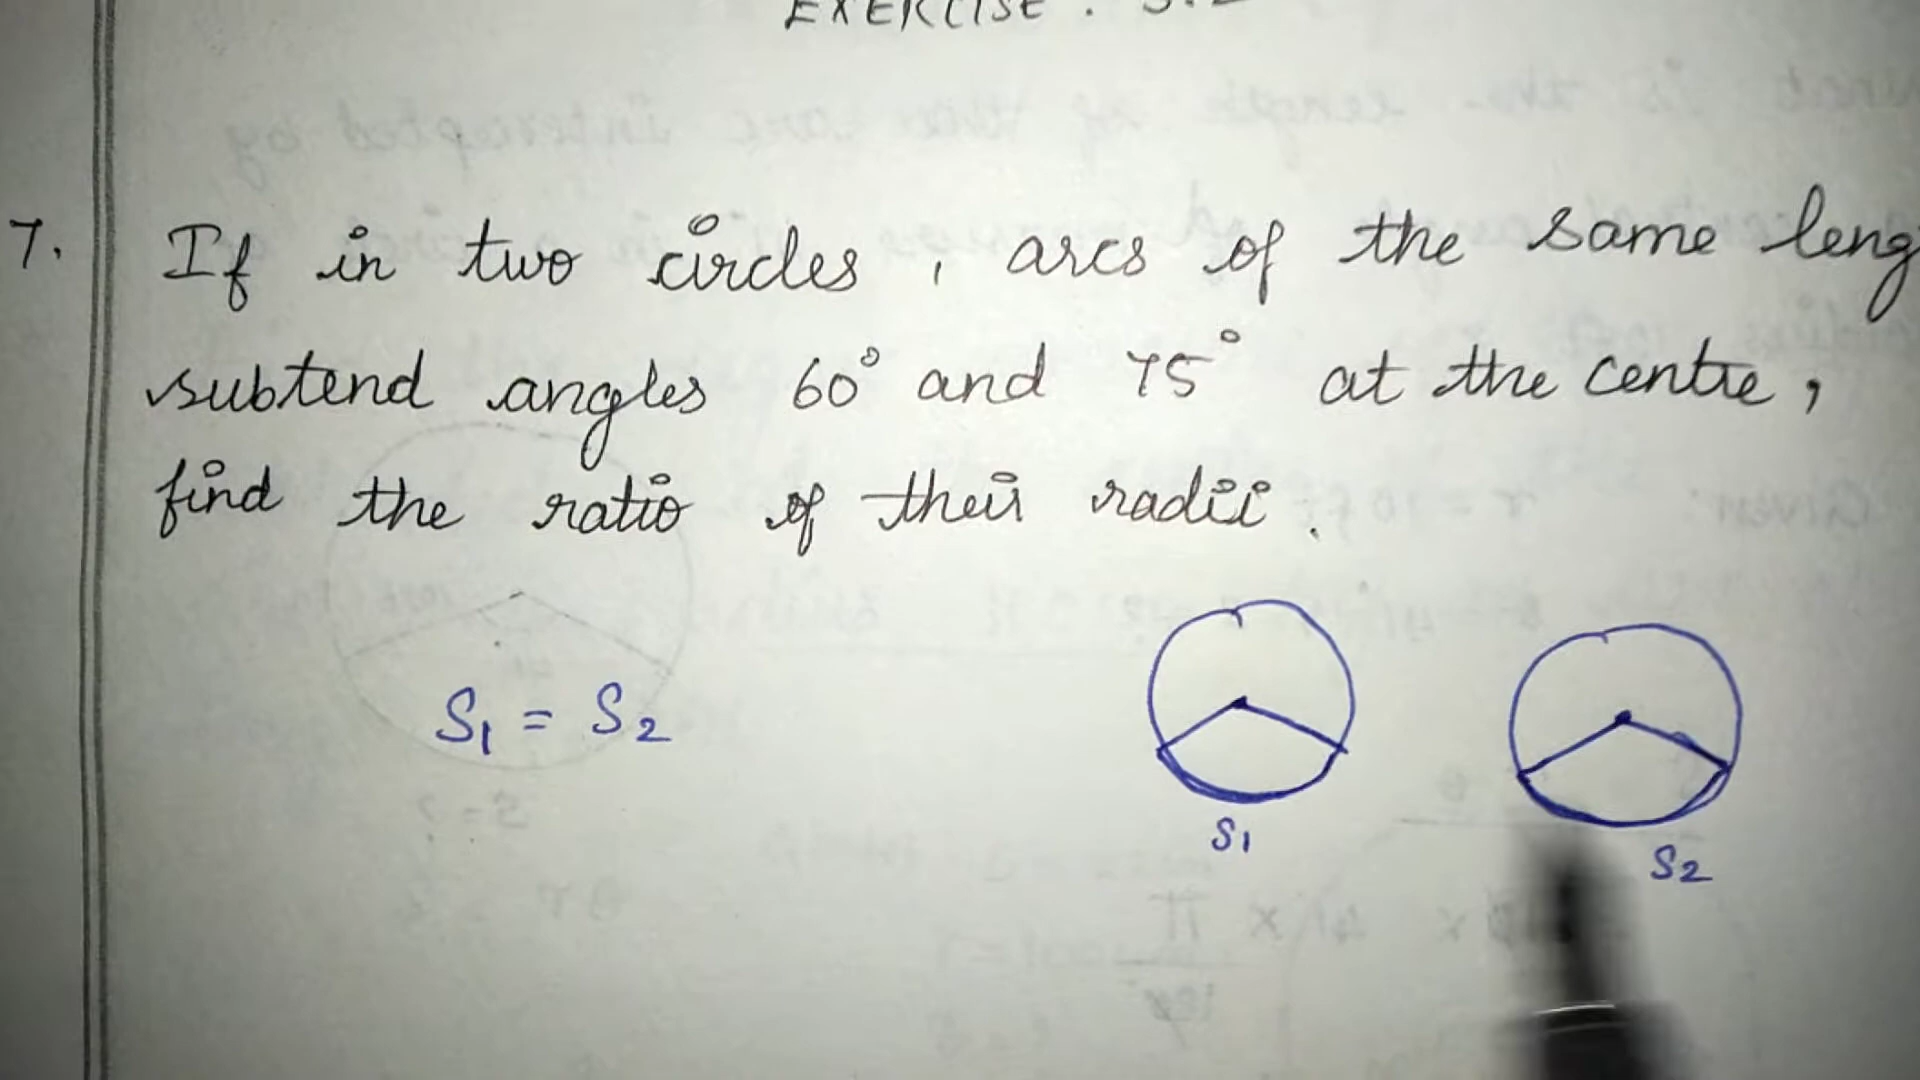 EXERCISE :
7. If in two circles, arcs of the same leng
subtend angles 60° and 75° at the centre,
find the ratio of their radii.
S1 = S2
S1
S2